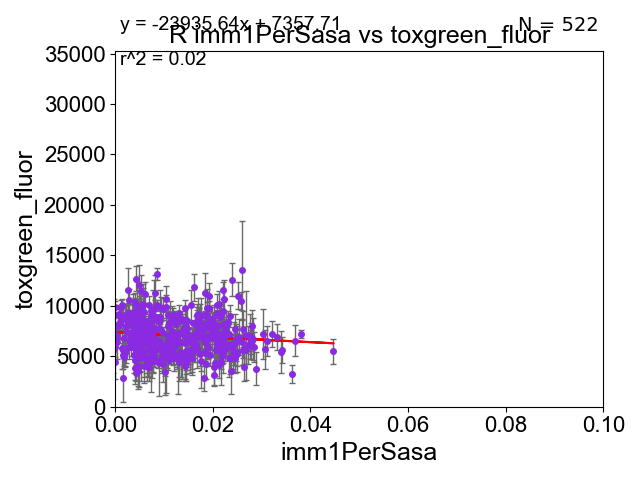 y = -23935.64x + 7357.71
N = 522
R imm1PerSasa vs toxgreen_fluor
r^2 = 0.02
35000
30000
25000
20000
15000
10000
5000
0
toxgreen_fluor
0.00 0.02 0.04 0.06 0.08 0.10
imm1PerSasa